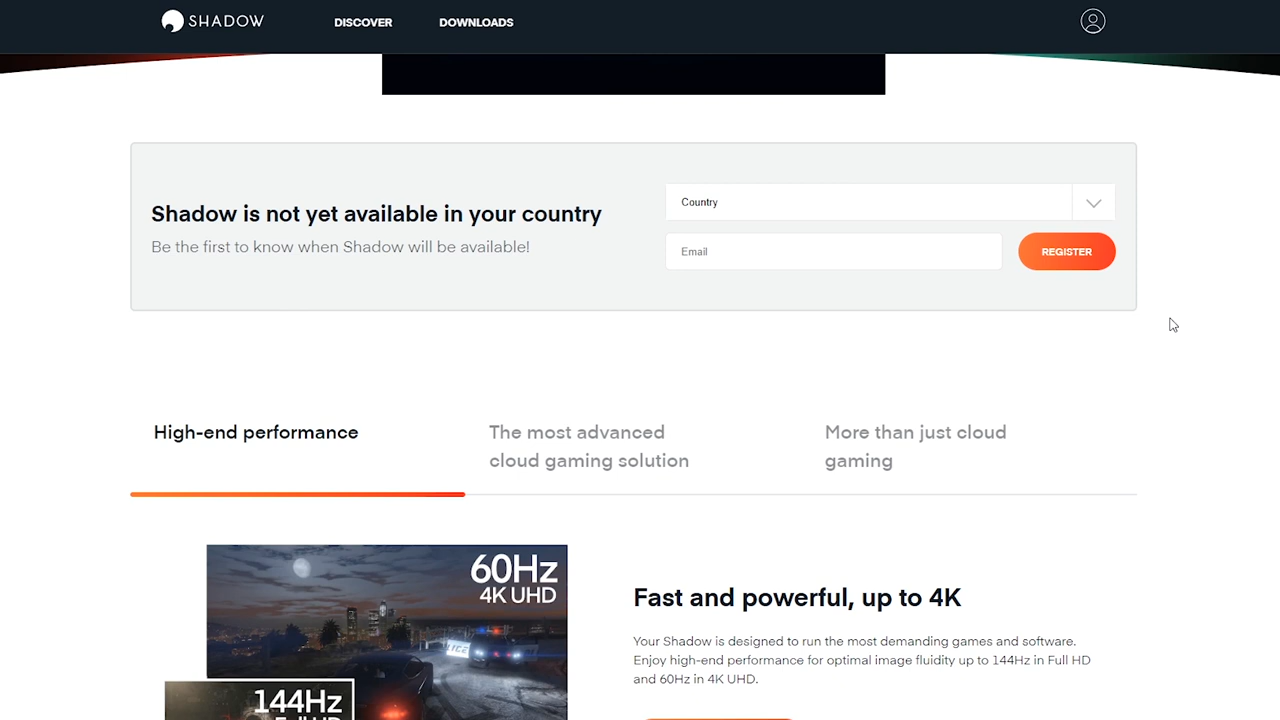 SHADOW
DISCOVER
DOWNLOADS
Shadow is not yet available in your country
Be the first to know when Shadow will be available!
Country
Email
REGISTER
High-end performance
The most advanced
cloud gaming solution
More than just cloud
gaming
60Hz
4K UHD
144Hz
Full HD
Fast and powerful, up to 4K
Your Shadow is designed to run the most demanding games and software.
Enjoy high-end performance for optimal image fluidity up to 144Hz in Full HD
and 60Hz in 4K UHD.